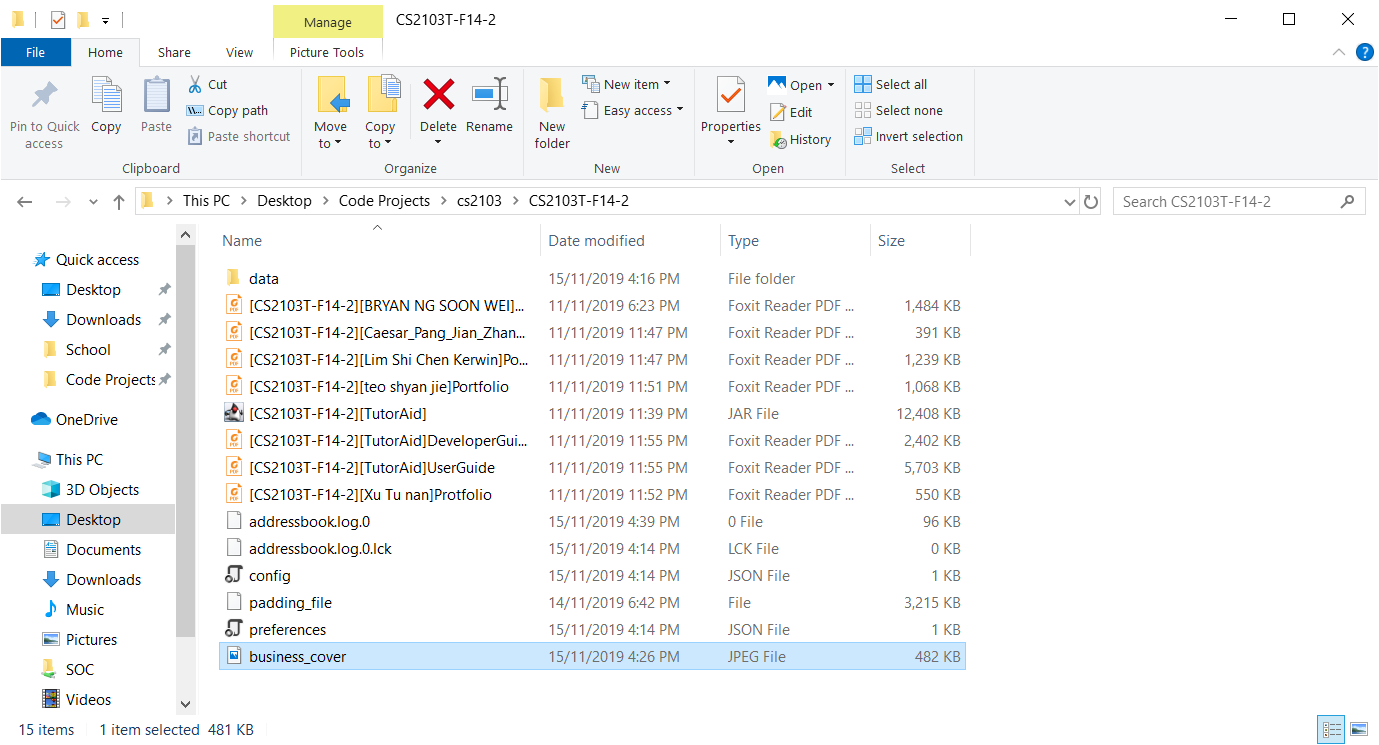 Manage
CS2103T-F14-2
File
Home
Share
View
Picture Tools
Pin to Quick access
Copy
Paste
Cut
Copy path
Paste shortcut
Clipboard
Move to
Copy to
Delete
Rename
Organize
New folder
New item
Easy access
New
Properties
Open
Edit
History
Open
Select all
Select none
Invert selection
Select
This PC > Desktop > Code Projects > cs2103 > CS2103T-F14-2
Search CS2103T-F14-2
Quick access
Desktop
Downloads
School
Code Projects
OneDrive
This PC
3D Objects
Desktop
Documents
Downloads
Music
Pictures
SOC
Videos
Name Date modified Type Size
data 15/11/2019 4:16 PM File folder
[CS2103T-F14-2][BRYAN NG SOON WEI]... 11/11/2019 6:23 PM Foxit Reader PDF ... 1,484 KB
[CS2103T-F14-2][Caesar_Pang_Jian_Zhan... 11/11/2019 11:47 PM Foxit Reader PDF ... 391 KB
[CS2103T-F14-2][Lim Shi Chen Kerwin]Po... 11/11/2019 11:47 PM Foxit Reader PDF ... 1,239 KB
[CS2103T-F14-2][teo shyan jie]Portfolio 11/11/2019 11:51 PM Foxit Reader PDF ... 1,068 KB
[CS2103T-F14-2][TutorAid] 11/11/2019 11:39 PM JAR File 12,408 KB
[CS2103T-F14-2][TutorAid]DeveloperGui... 11/11/2019 11:55 PM Foxit Reader PDF ... 2,402 KB
[CS2103T-F14-2][TutorAid]UserGuide 11/11/2019 11:55 PM Foxit Reader PDF ... 5,703 KB
[CS2103T-F14-2][Xu Tu nan]Protfolio 11/11/2019 11:52 PM Foxit Reader PDF ... 550 KB
addressbook.log.0 15/11/2019 4:39 PM 0 File 96 KB
addressbook.log.0.lck 15/11/2019 4:14 PM LCK File 0 KB
config 15/11/2019 4:14 PM JSON File 1 KB
padding_file 14/11/2019 6:42 PM File 3,215 KB
preferences 15/11/2019 4:14 PM JSON File 1 KB
business_cover 15/11/2019 4:26 PM JPEG File 482 KB
15 items 1 item selected 481 KB